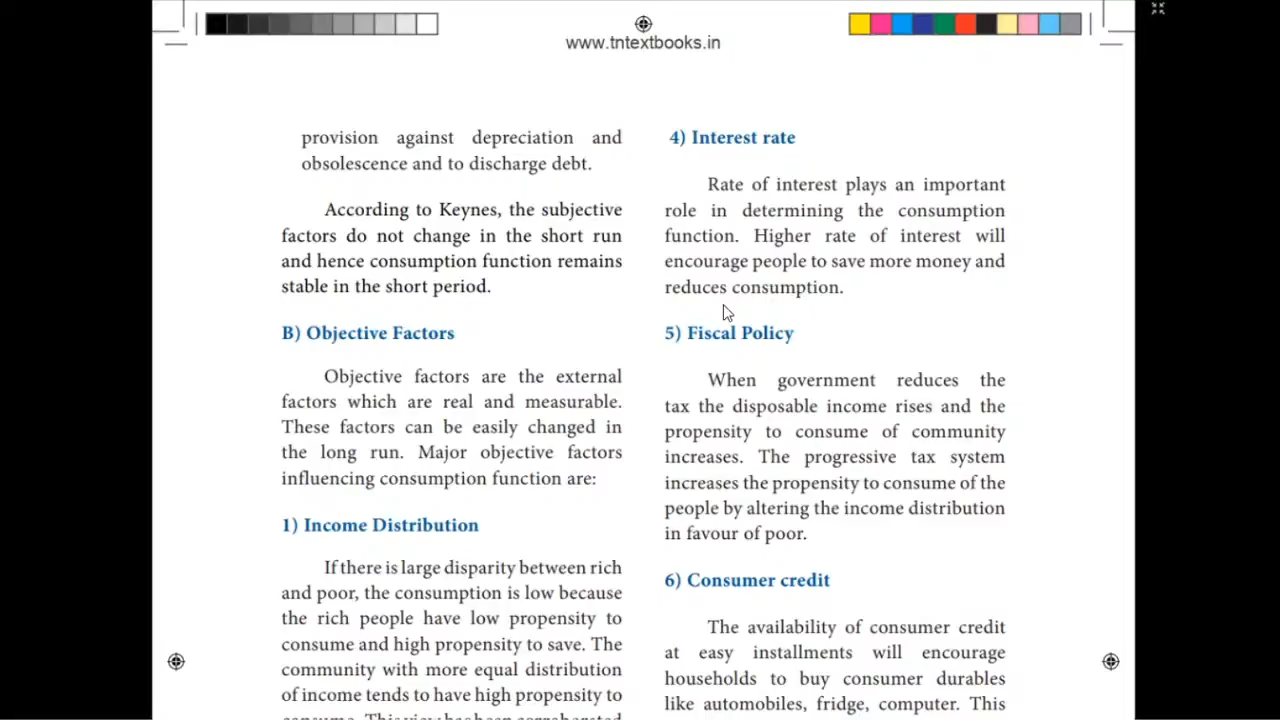 www.tntextbooks.in
provision against depreciation and
obsolescence and to discharge debt.
According to Keynes, the subjective
factors do not change in the short run
and hence consumption function remains
stable in the short period.
B) Objective Factors
Objective factors are the external
factors which are real and measurable.
These factors can be easily changed in
the long run. Major objective factors
influencing consumption function are:
1) Income Distribution
If there is large disparity between rich
and poor, the consumption is low because
the rich people have low propensity to
consume and high propensity to save. The
community with more equal distribution
of income tends to have high propensity to
4) Interest rate
Rate of interest plays an important
role in determining the consumption
function. Higher rate of interest will
encourage people to save more money and
reduces consumption.
5) Fiscal Policy
When government reduces the
tax the disposable income rises and the
propensity to consume of community
increases. The progressive tax system
increases the propensity to consume of the
people by altering the income distribution
in favour of poor.
6) Consumer credit
The availability of consumer credit
at easy installments will encourage
households to buy consumer durables
like automobiles, fridge, computer. This